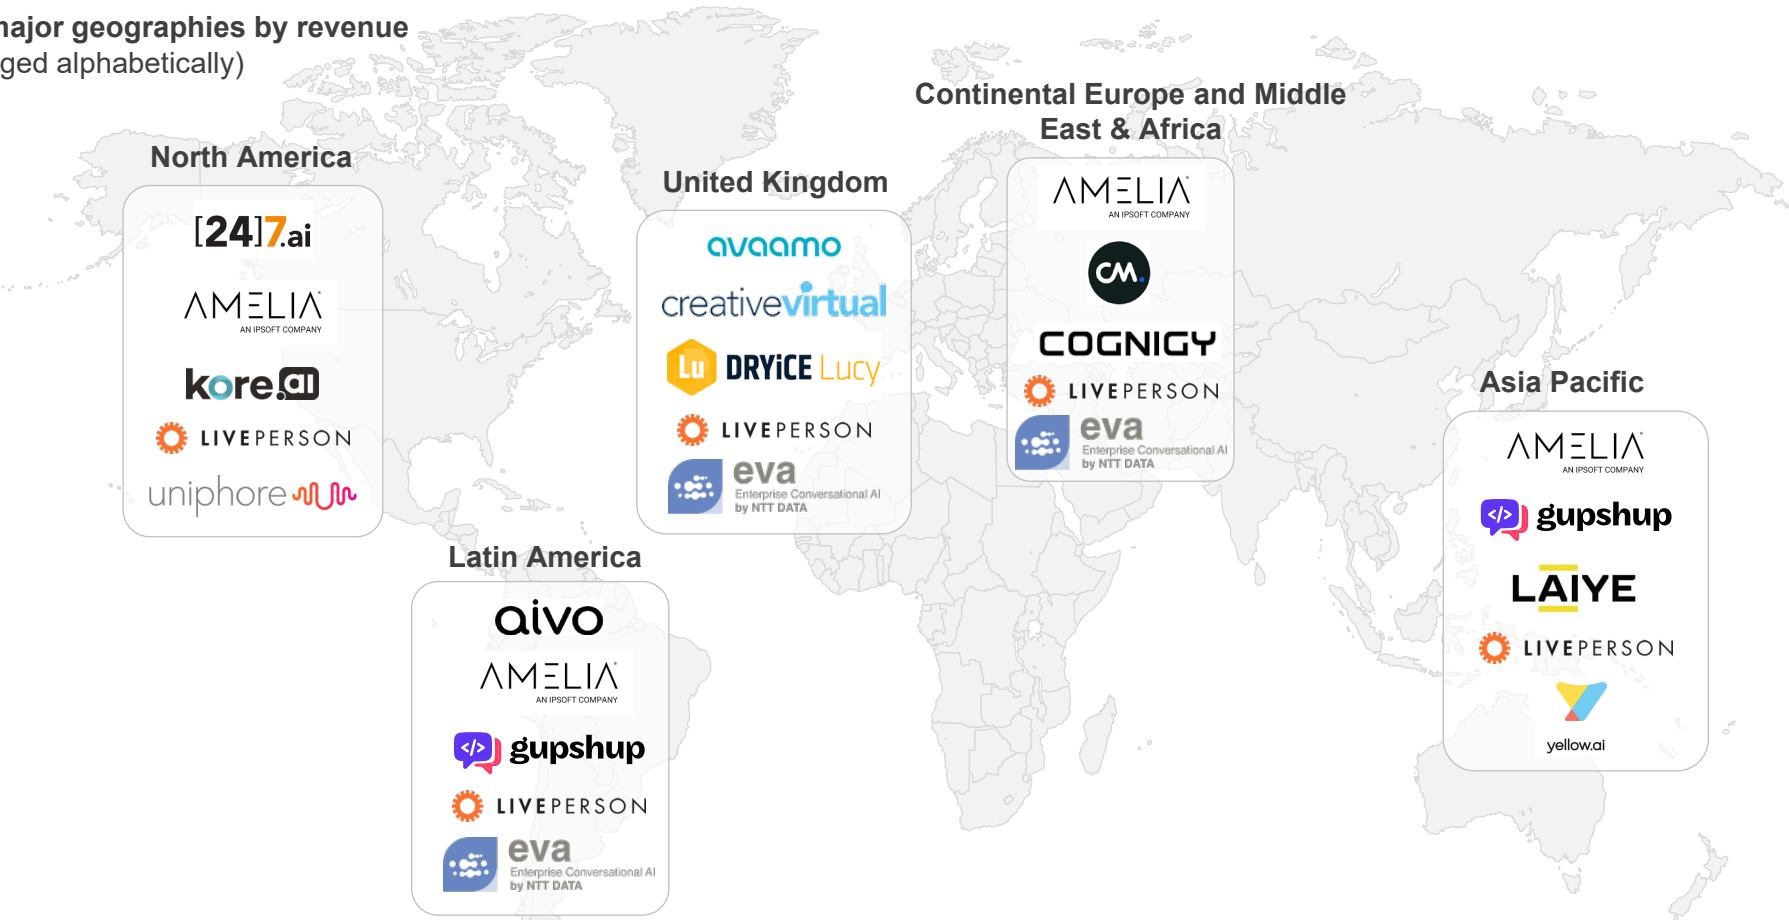 major geographies by revenue
ged alphabetically)
North America
[24]7.ai
AMELIA
AN IPSOFT COMPANY
kore.ai
LIVEPERSON
uniphore
United Kingdom
avaamo
creativevirtual
Lu DRYiCE Lucy
LIVEPERSON
eva
Enterprise Conversational AI
by NTT DATA
Continental Europe and Middle
East & Africa
AMELIA
AN IPSOFT COMPANY
CM.
COGNIGY
LIVEPERSON
eva
Enterprise Conversational AI
by NTT DATA
Latin America
aivo
AMELIA
AN IPSOFT COMPANY
</> gupshup
LIVEPERSON
eva
Enterprise Conversational AI
by NTT DATA
Asia Pacific
AMELIA
AN IPSOFT COMPANY
</> gupshup
LAIYE
LIVEPERSON
yellow.ai